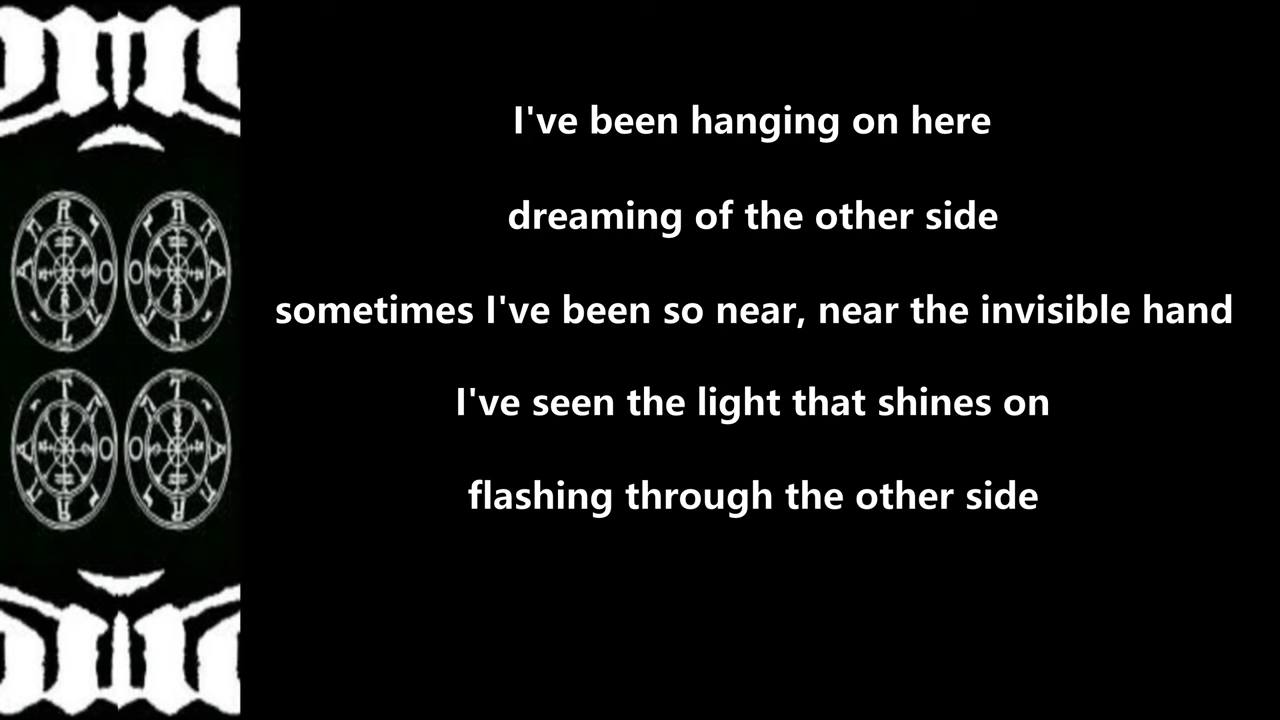 I've been hanging on here
dreaming of the other side
sometimes I've been so near, near the invisible hand
I've seen the light that shines on
flashing through the other side